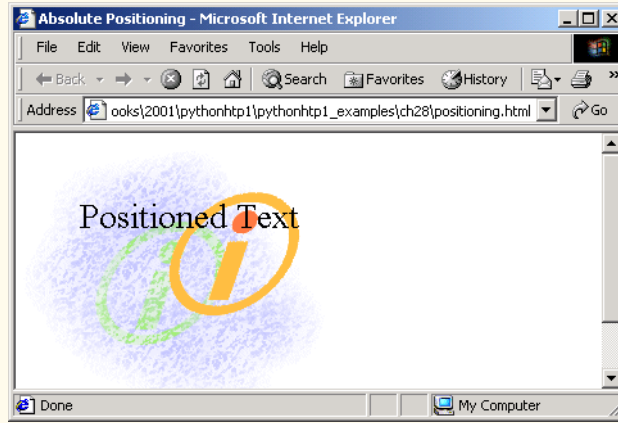 Absolute Positioning - Microsoft Internet Explorer
File Edit View Favorites Tools Help
Back Search Favorites History »
Address ooks\2001\pythonhtp1\pythonhtp1_examples\ch28\positioning.html Go
Positioned Text
i i
Done My Computer